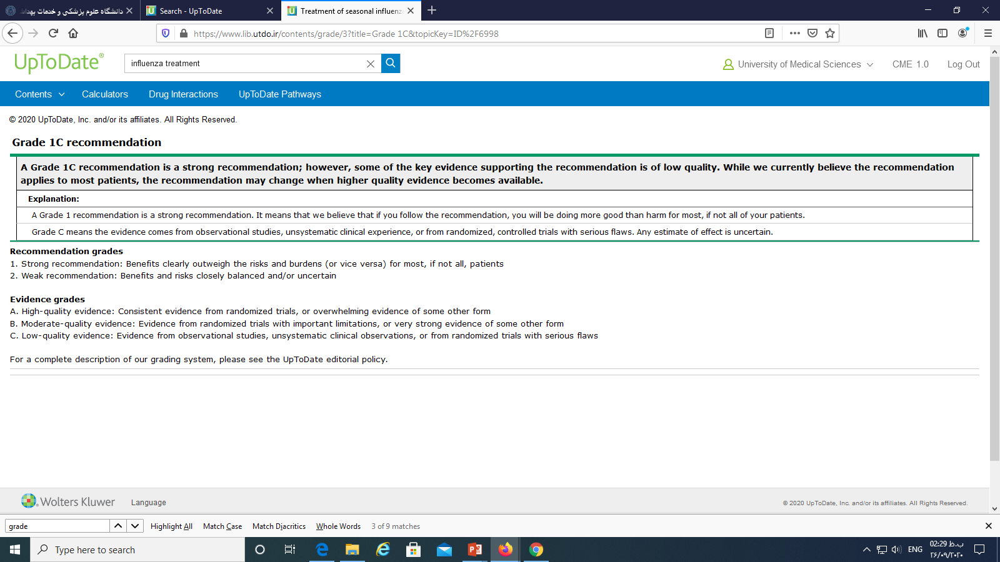 دانشگاه علوم پزشکی و خدمات بهداش
Search - UpToDate
Treatment of seasonal influenz
https://www.lib.utdo.ir/contents/grade/3?title=Grade 1C&topicKey=ID%2F6998
UpToDate®
influenza treatment
University of Medical Sciences
CME 1.0
Log Out
Contents
Calculators
Drug Interactions
UpToDate Pathways
© 2020 UpToDate, Inc. and/or its affiliates. All Rights Reserved.
Grade 1C recommendation
A Grade 1C recommendation is a strong recommendation; however, some of the key evidence supporting the recommendation is of low quality. While we currently believe the recommendation
applies to most patients, the recommendation may change when higher quality evidence becomes available.
Explanation:
A Grade 1 recommendation is a strong recommendation. It means that we believe that if you follow the recommendation, you will be doing more good than harm for most, if not all of your patients.
Grade C means the evidence comes from observational studies, unsystematic clinical experience, or from randomized, controlled trials with serious flaws. Any estimate of effect is uncertain.
Recommendation grades
1. Strong recommendation: Benefits clearly outweigh the risks and burdens (or vice versa) for most, if not all, patients
2. Weak recommendation: Benefits and risks closely balanced and/or uncertain
Evidence grades
A. High-quality evidence: Consistent evidence from randomized trials, or overwhelming evidence of some other form
B. Moderate-quality evidence: Evidence from randomized trials with important limitations, or very strong evidence of some other form
C. Low-quality evidence: Evidence from observational studies, unsystematic clinical observations, or from randomized trials with serious flaws
For a complete description of our grading system, please see the UpToDate editorial policy.
Wolters Kluwer
Language
© 2020 UpToDate, Inc. and/or its affiliates. All Rights Reserved.
grade
Highlight All
Match Case
Match Diacritics
Whole Words
3 of 9 matches
Type here to search
ENG
02:29 ب.ظ
۲۶/۰۹/۲۰۲۰